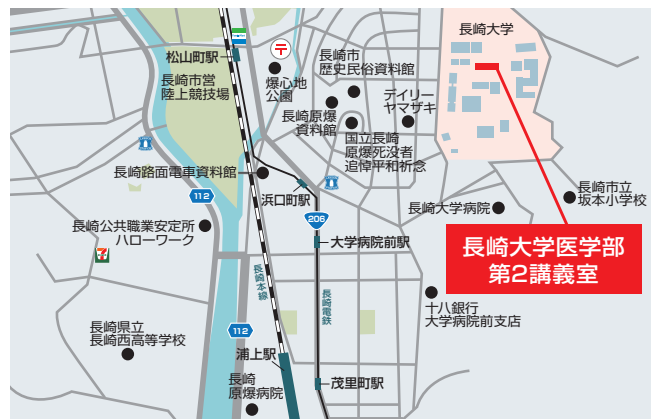 長崎大学
松山町駅
長崎市
歴史民俗資料館
爆心地
公園
長崎市営
陸上競技場
長崎原爆
資料館
デイリー
ヤマザキ
国立長崎
原爆死没者
追悼平和祈念
長崎路面電車資料館
112
浜口町駅
長崎市立
坂本小学校
206
長崎大学病院
長崎公共職業安定所
ハローワーク
大学病院前駅
長崎大学医学部
第2講義室
7
長崎本線
長崎電鉄
十八銀行
大学病院前支店
112
長崎県立
長崎西高等学校
浦上駅
長崎
原爆病院
茂里町駅